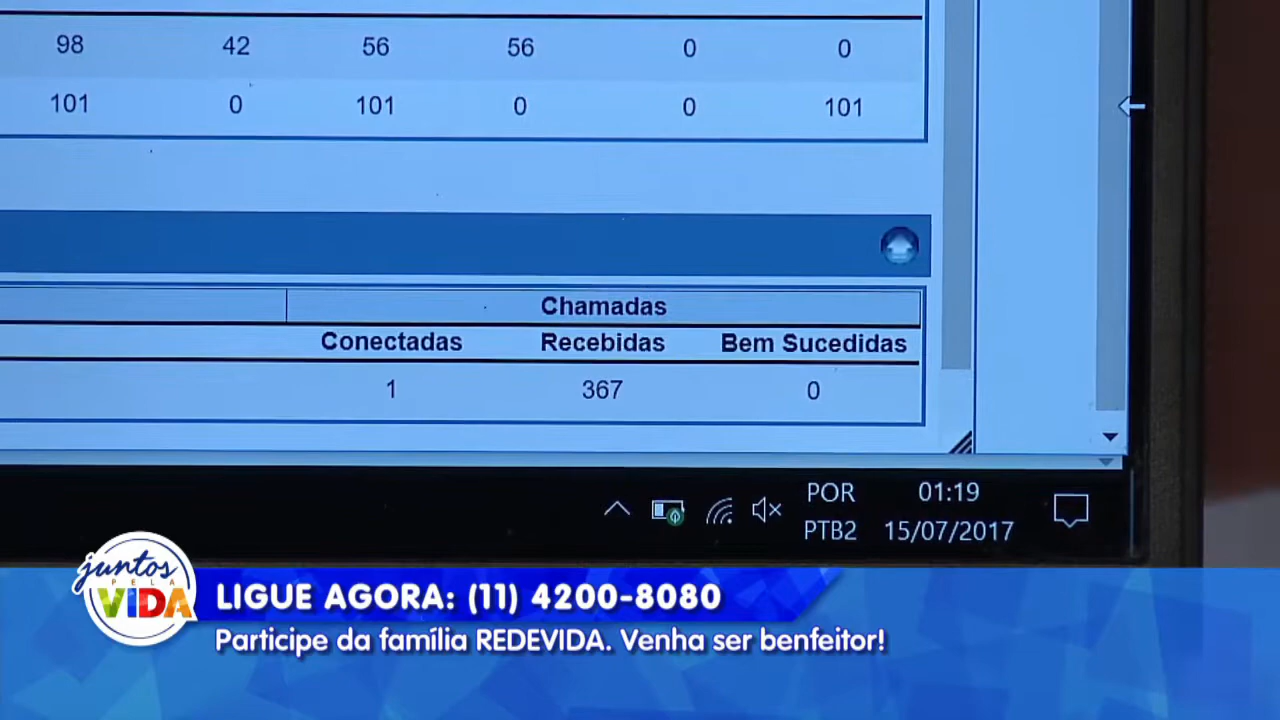 98 42 56 56 0 0
101 0 101 0 0 101
Chamadas
Conectadas Recebidas Bem Sucedidas
1 367 0
POR 01:19
PTB2 15/07/2017
juntos
PELA
VIDA
LIGUE AGORA: (11) 4200-8080
Participe da família REDEVIDA. Venha ser benfeitor!